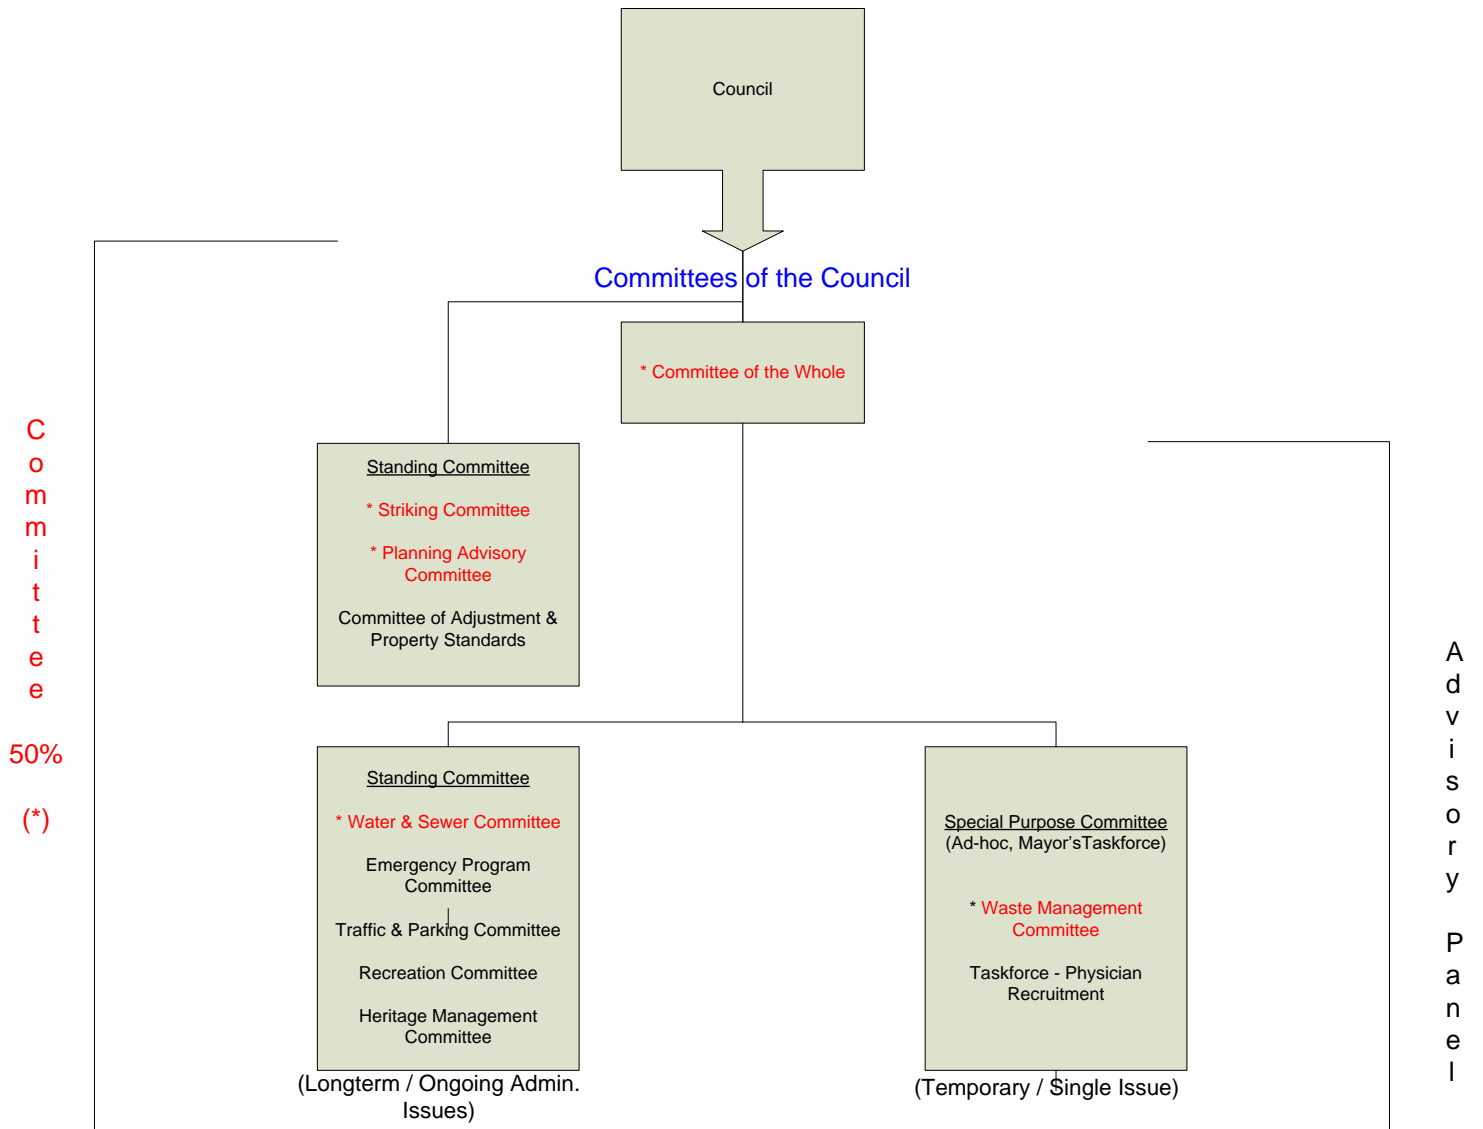 Council
Committees of the Council
* Committee of the Whole
Committee
50%
(*)
Standing Committee
* Striking Committee
* Planning Advisory
Committee
Committee of Adjustment &
Property Standards
Standing Committee
* Water & Sewer Committee
Emergency Program
Committee
Traffic & Parking Committee
Recreation Committee
Heritage Management
Committee
(Longterm / Ongoing Admin.
Issues)
Special Purpose Committee
(Ad-hoc, Mayor'sTaskforce)
* Waste Management
Committee
Taskforce - Physician
Recruitment
(Temporary / Single Issue)
Advisory Panel